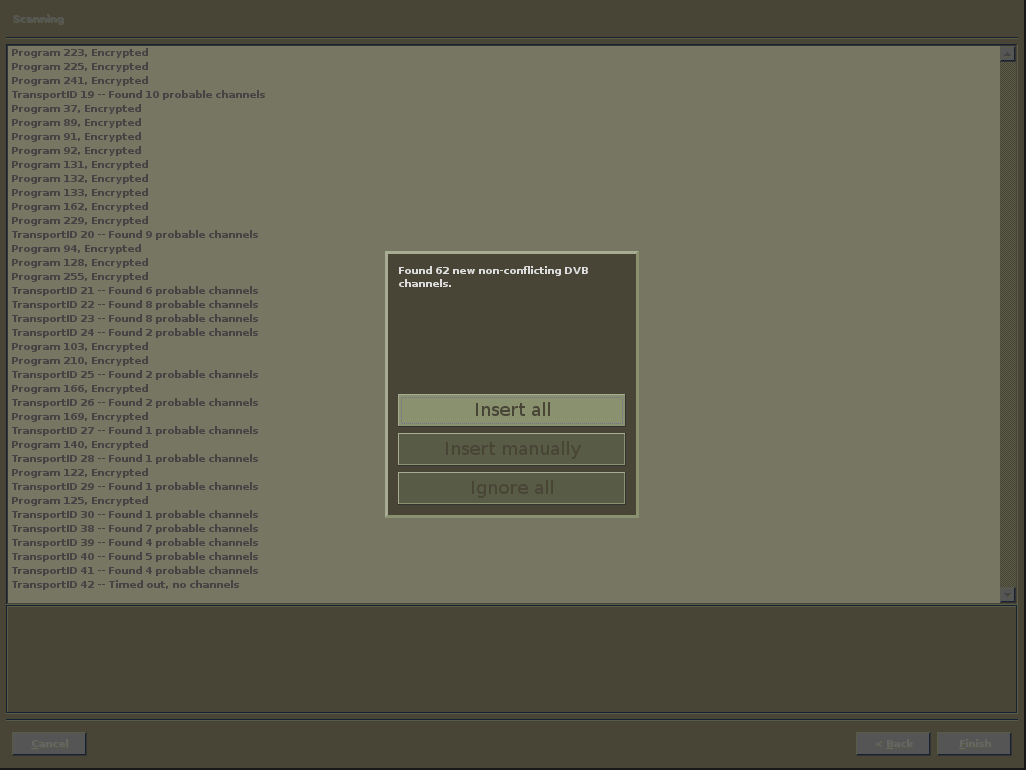 Scanning
Program 223, Encrypted
Program 225, Encrypted
Program 241, Encrypted
TransportID 19 -- Found 10 probable channels
Program 37, Encrypted
Program 89, Encrypted
Program 91, Encrypted
Program 92, Encrypted
Program 131, Encrypted
Program 132, Encrypted
Program 133, Encrypted
Program 162, Encrypted
Program 229, Encrypted
TransportID 20 -- Found 9 probable channels
Program 94, Encrypted
Program 128, Encrypted
Program 255, Encrypted
TransportID 21 -- Found 6 probable channels
TransportID 22 -- Found 8 probable channels
TransportID 23 -- Found 8 probable channels
TransportID 24 -- Found 2 probable channels
Program 103, Encrypted
Program 210, Encrypted
TransportID 25 -- Found 2 probable channels
Program 166, Encrypted
TransportID 26 -- Found 2 probable channels
Program 169, Encrypted
TransportID 27 -- Found 1 probable channels
Program 140, Encrypted
TransportID 28 -- Found 1 probable channels
Program 122, Encrypted
TransportID 29 -- Found 1 probable channels
Program 125, Encrypted
TransportID 30 -- Found 1 probable channels
TransportID 38 -- Found 7 probable channels
TransportID 39 -- Found 4 probable channels
TransportID 40 -- Found 5 probable channels
TransportID 41 -- Found 4 probable channels
TransportID 42 -- Timed out, no channels
Found 62 new non-conflicting DVB
channels.
Insert all
Insert manually
Ignore all
Cancel
< Back
Finish